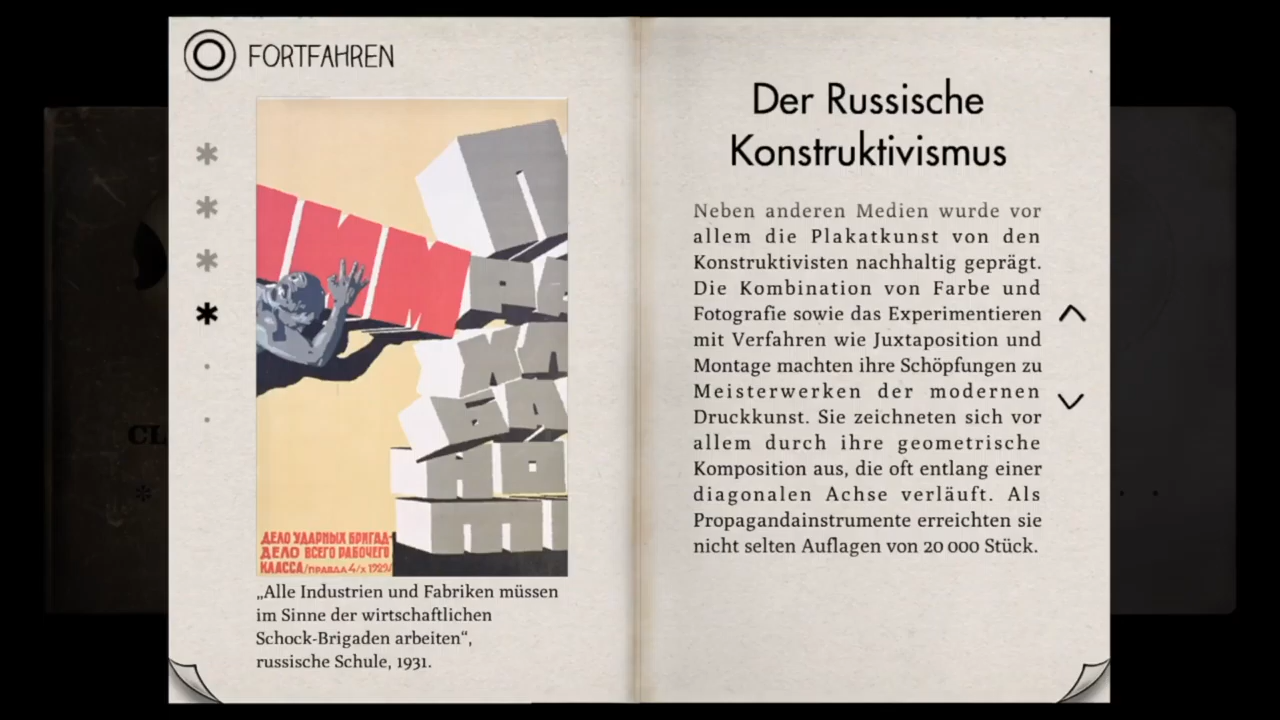 FORTFAHREN
ДЕЛО УДАРНЫХ БРИГАД-
ДЕЛО ВСЕГО РАБОЧЕГО
КЛАССА/ПРАВДА 4/X 1929/
„Alle Industrien und Fabriken müssen
im Sinne der wirtschaftlichen
Schock-Brigaden arbeiten“,
russische Schule, 1931.
Der Russische
Konstruktivismus
Neben anderen Medien wurde vor
allem die Plakatkunst von den
Konstruktivisten nachhaltig geprägt.
Die Kombination von Farbe und
Fotografie sowie das Experimentieren
mit Verfahren wie Juxtaposition und
Montage machten ihre Schöpfungen zu
Meisterwerken der modernen
Druckkunst. Sie zeichneten sich vor
allem durch ihre geometrische
Komposition aus, die oft entlang einer
diagonalen Achse verläuft. Als
Propagandainstrumente erreichten sie
nicht selten Auflagen von 20 000 Stück.
CL